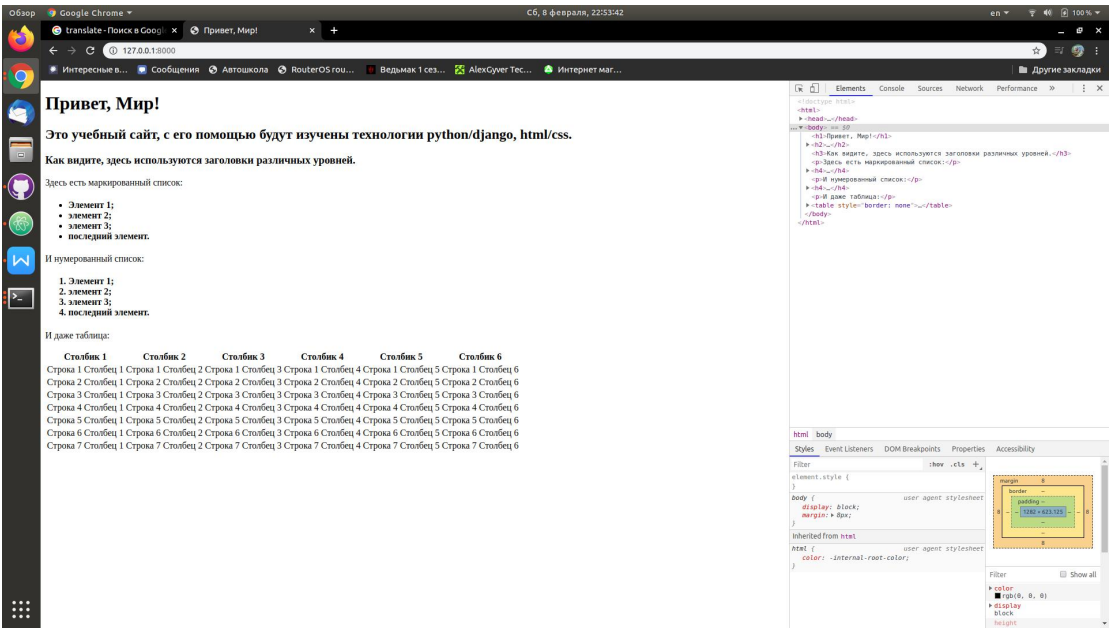 Обзор Google Chrome Сб, 8 февраля, 22:53:42 en 100 %
translate - Поиск в Googl Привет, Мир!
127.0.0.1:8000
Интересные в... Сообщения Автошкола RouterOS rou... Ведьмак 1 сез... AlexGyver Tec... Интернет маг... Другие закладки
Привет, Мир!
Это учебный сайт, с его помощью будут изучены технологии python/django, html/css.
Как видите, здесь используются заголовки различных уровней.
Здесь есть маркированный список:
Элемент 1;
элемент 2;
элемент 3;
последний элемент.
И нумерованный список:
1. Элемент 1;
2. элемент 2;
3. элемент 3;
4. последний элемент.
И даже таблица:
Столбик 1 Столбик 2 Столбик 3 Столбик 4 Столбик 5 Столбик 6
Строка 1 Столбец 1 Строка 1 Столбец 2 Строка 1 Столбец 3 Строка 1 Столбец 4 Строка 1 Столбец 5 Строка 1 Столбец 6
Строка 2 Столбец 1 Строка 2 Столбец 2 Строка 2 Столбец 3 Строка 2 Столбец 4 Строка 2 Столбец 5 Строка 2 Столбец 6
Строка 3 Столбец 1 Строка 3 Столбец 2 Строка 3 Столбец 3 Строка 3 Столбец 4 Строка 3 Столбец 5 Строка 3 Столбец 6
Строка 4 Столбец 1 Строка 4 Столбец 2 Строка 4 Столбец 3 Строка 4 Столбец 4 Строка 4 Столбец 5 Строка 4 Столбец 6
Строка 5 Столбец 1 Строка 5 Столбец 2 Строка 5 Столбец 3 Строка 5 Столбец 4 Строка 5 Столбец 5 Строка 5 Столбец 6
Строка 6 Столбец 1 Строка 6 Столбец 2 Строка 6 Столбец 3 Строка 6 Столбец 4 Строка 6 Столбец 5 Строка 6 Столбец 6
Строка 7 Столбец 1 Строка 7 Столбец 2 Строка 7 Столбец 3 Строка 7 Столбец 4 Строка 7 Столбец 5 Строка 7 Столбец 6
Elements Console Sources Network Performance »
<!doctype html>
<html>
<head>…</head>
<body> == $0
<h1>Привет, Мир!</h1>
<h2>…</h2>
<h3>Как видите, здесь используются заголовки различных уровней.</h3>
<p>Здесь есть маркированный список:</p>
<h4>…</h4>
<p>И нумерованный список:</p>
<h4>…</h4>
<p>И даже таблица:</p>
<table style="border: none">…</table>
</body>
</html>
html body
Styles Event Listeners DOM Breakpoints Properties Accessibility
Filter :hov .cls +
element.style {
}
body { user agent stylesheet
display: block;
margin: 8px;
}
Inherited from html
html { user agent stylesheet
color: -internal-root-color;
}
margin 8
border –
padding –
8 – – 1282 × 623.125 – – 8
–
–
8
Filter Show all
color
rgb(0, 0, 0)
display
block
height